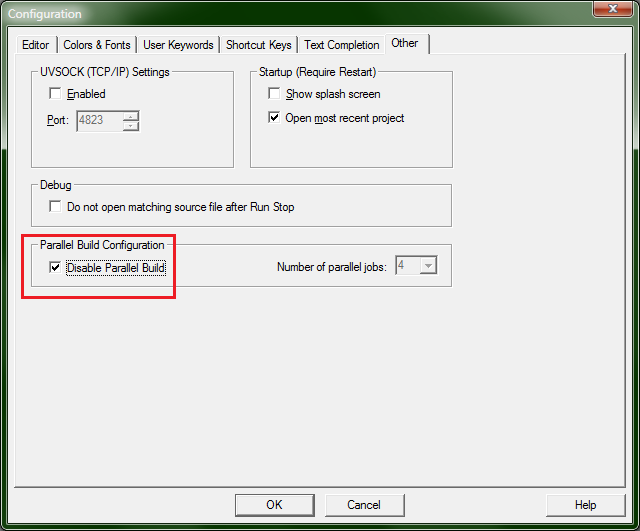 Configuration
Editor Colors & Fonts User Keywords Shortcut Keys Text Completion Other
UVSOCK (TCP/IP) Settings
Enabled
Port: 4823
Startup (Require Restart)
Show splash screen
Open most recent project
Debug
Do not open matching source file after Run Stop
Parallel Build Configuration
Disable Parallel Build Number of parallel jobs: 4
OK Cancel Help